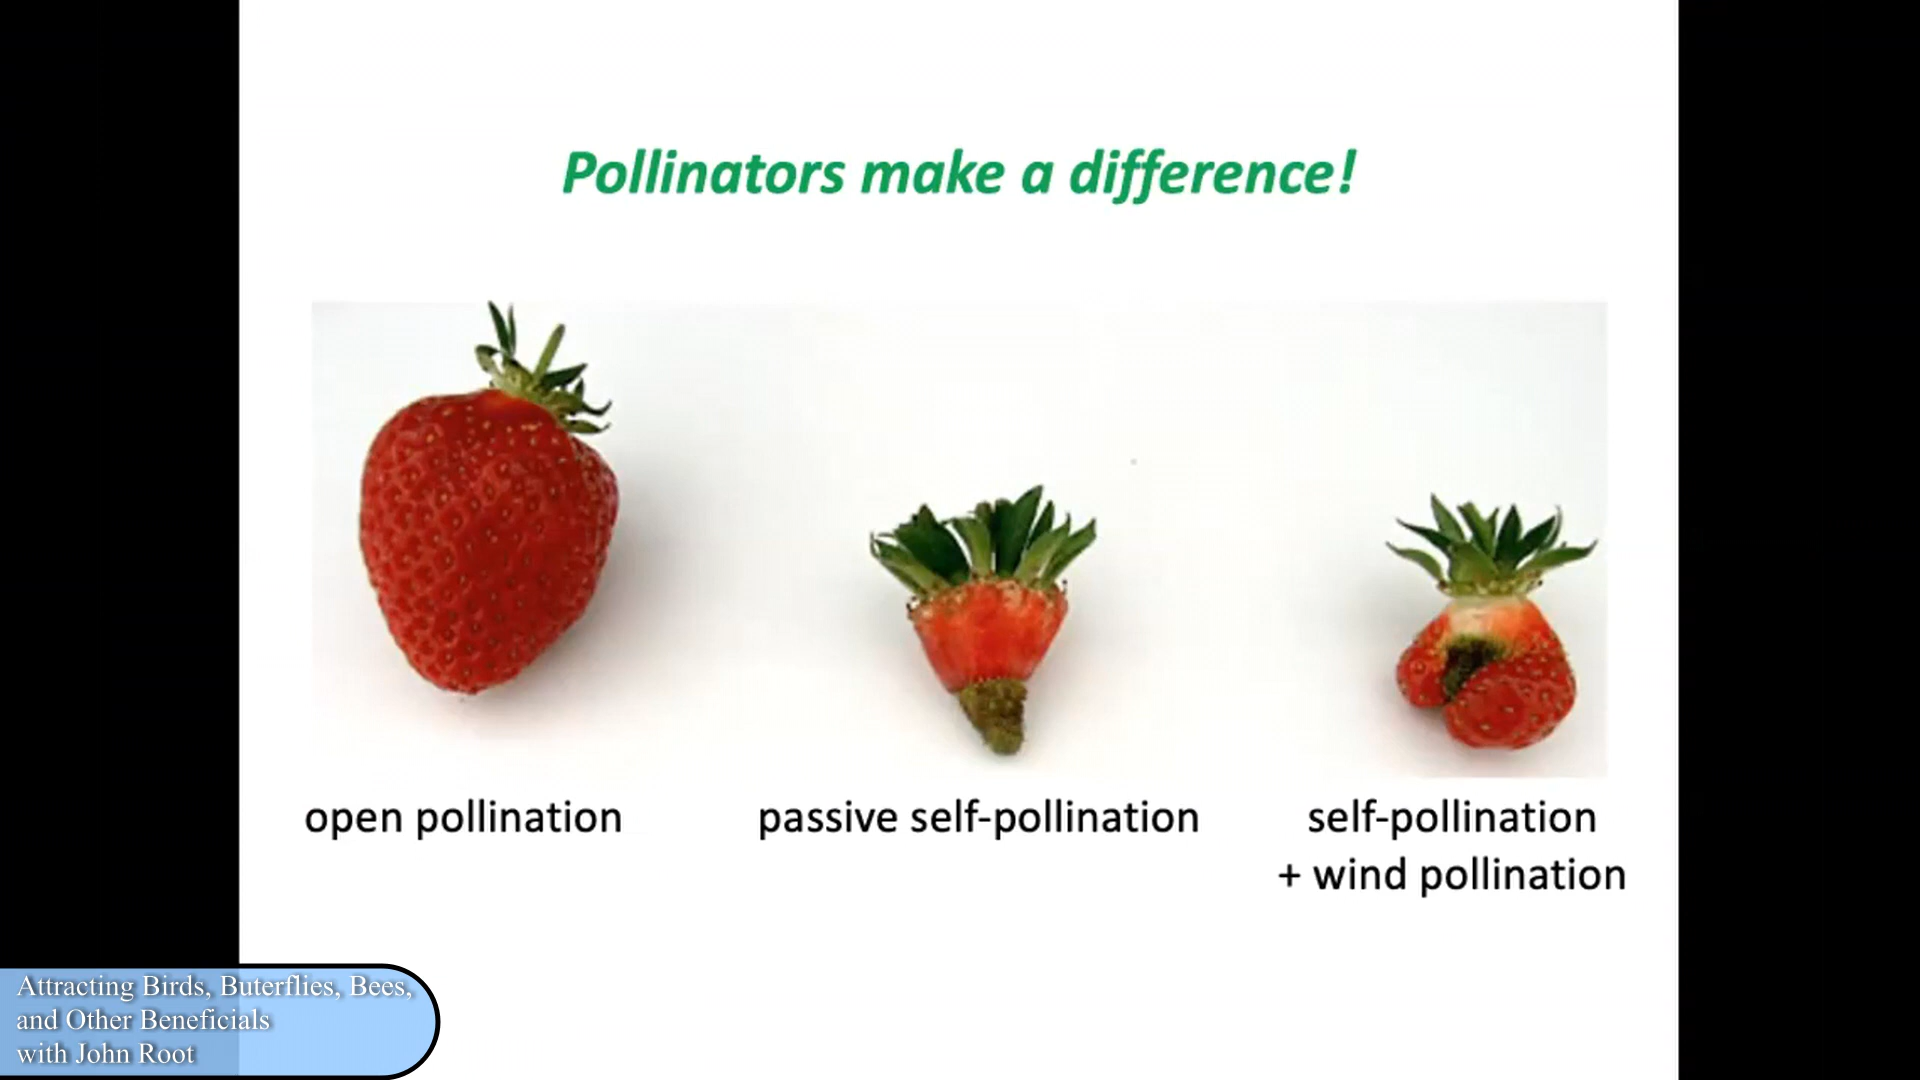 Pollinators make a difference!
open pollination
passive self-pollination
self-pollination
+ wind pollination
Attracting Birds, Buterflies, Bees,
and Other Beneficials
with John Root